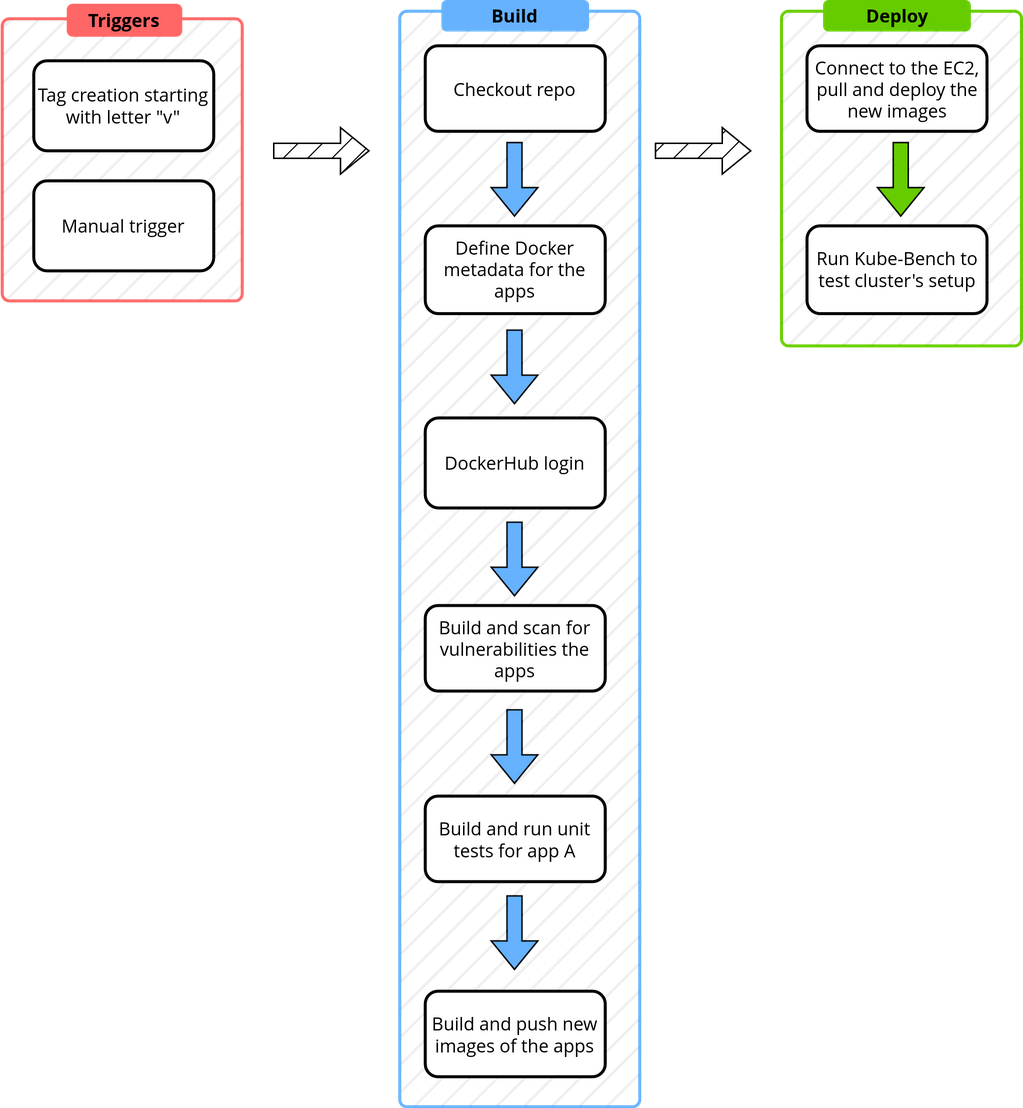 Triggers
Tag creation starting
with letter "v"
Manual trigger
Build
Checkout repo
Define Docker
metadata for the
apps
DockerHub login
Build and scan for
vulnerabilities the
apps
Build and run unit
tests for app A
Build and push new
images of the apps
Deploy
Connect to the EC2,
pull and deploy the
new images
Run Kube-Bench to
test cluster's setup